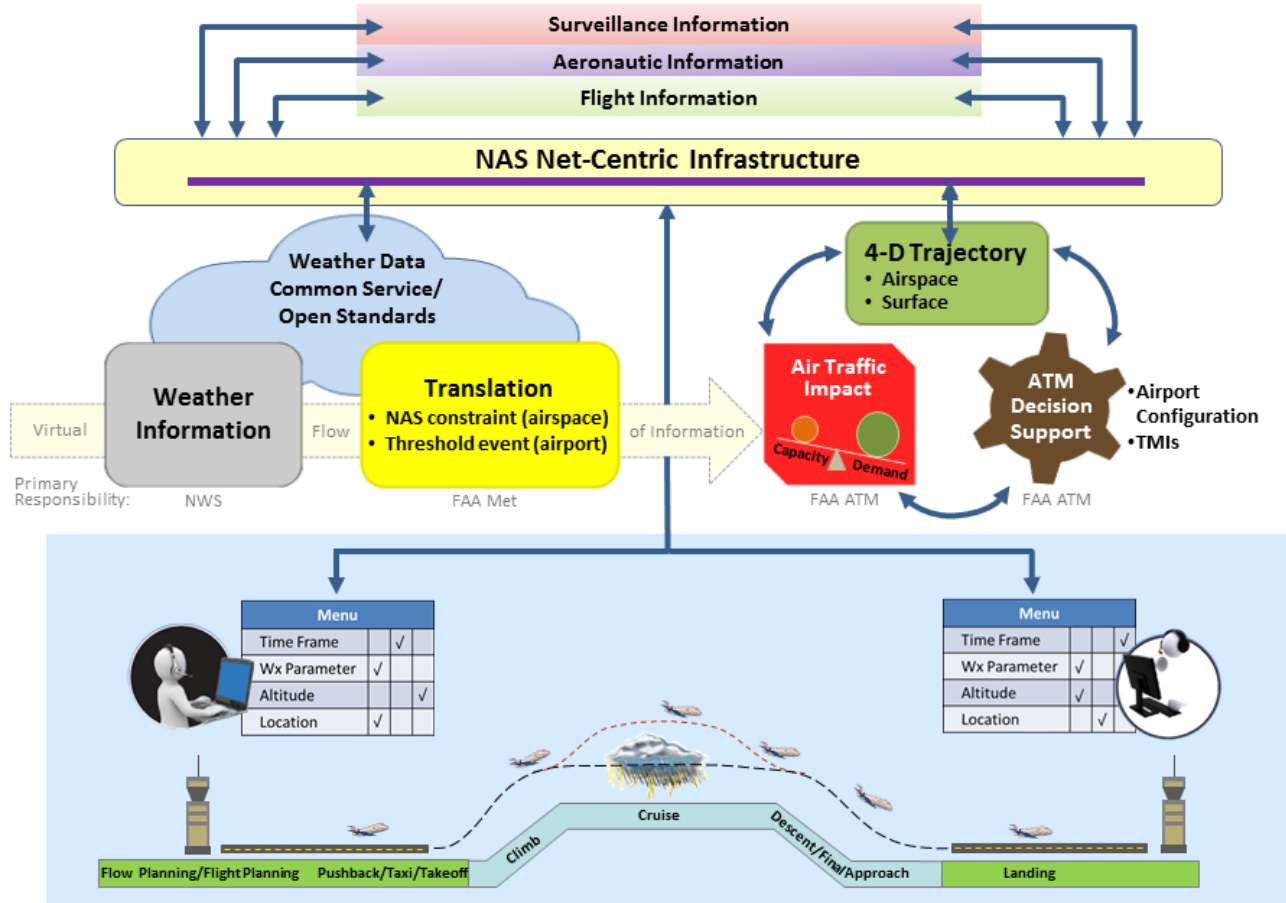 Surveillance Information
Aeronautic Information
Flight Information
NAS Net-Centric Infrastructure
Weather Data
Common Service/
Open Standards
4-D Trajectory
• Airspace
• Surface
Virtual
Weather
Information
Flow
Translation
• NAS constraint (airspace)
• Threshold event (airport)
of Information
Air Traffic
Impact
Capacity
Demand
ATM
Decision
Support
•Airport
Configuration
•TMIs
Primary
Responsibility:
NWS
FAA Met
FAA ATM
FAA ATM
Menu
Time Frame √
Wx Parameter √
Altitude √
Location √
Menu
Time Frame √
Wx Parameter √
Altitude √
Location √
Flow Planning/Flight Planning
Pushback/Taxi/Takeoff
Climb
Cruise
Descent/Final/Approach
Landing